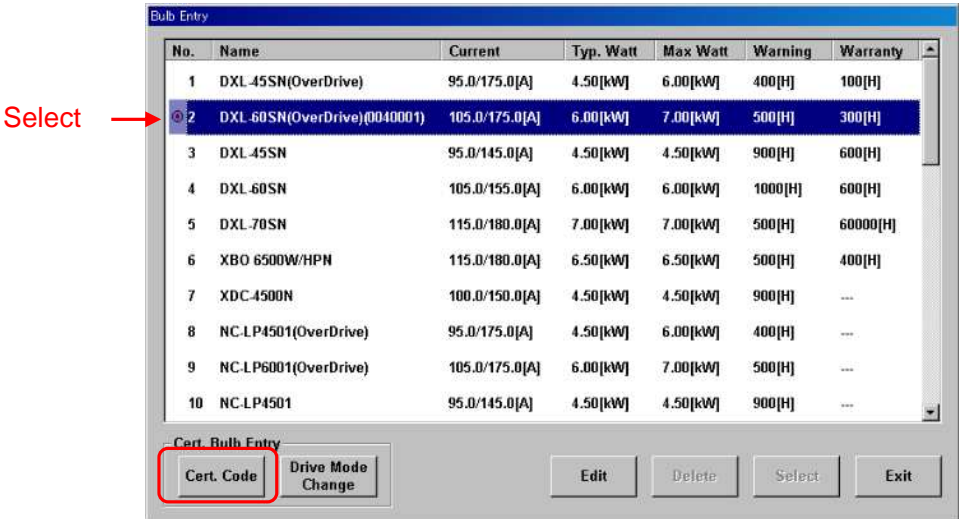 Bulb Entry
No. Name Current Typ. Watt Max Watt Warning Warranty
1 DXL-45SN(OverDrive) 95.0/175.0[A] 4.50[kW] 6.00[kW] 400[H] 100[H]
Select 2 DXL-60SN(OverDrive)(0040001) 105.0/175.0[A] 6.00[kW] 7.00[kW] 500[H] 300[H]
3 DXL-45SN 95.0/145.0[A] 4.50[kW] 4.50[kW] 900[H] 600[H]
4 DXL-60SN 105.0/155.0[A] 6.00[kW] 6.00[kW] 1000[H] 600[H]
5 DXL-70SN 115.0/180.0[A] 7.00[kW] 7.00[kW] 500[H] 60000[H]
6 XBO 6500W/HPN 115.0/180.0[A] 6.50[kW] 6.50[kW] 500[H] 400[H]
7 XDC-4500N 100.0/150.0[A] 4.50[kW] 4.50[kW] 900[H] ---
8 NC-LP4501(OverDrive) 95.0/175.0[A] 4.50[kW] 6.00[kW] 400[H] ---
9 NC-LP6001(OverDrive) 105.0/175.0[A] 6.00[kW] 7.00[kW] 500[H] ---
10 NC-LP4501 95.0/145.0[A] 4.50[kW] 4.50[kW] 900[H] ---
Cert. Bulb Entry
Cert. Code
Drive Mode
Change
Edit Delete Select Exit